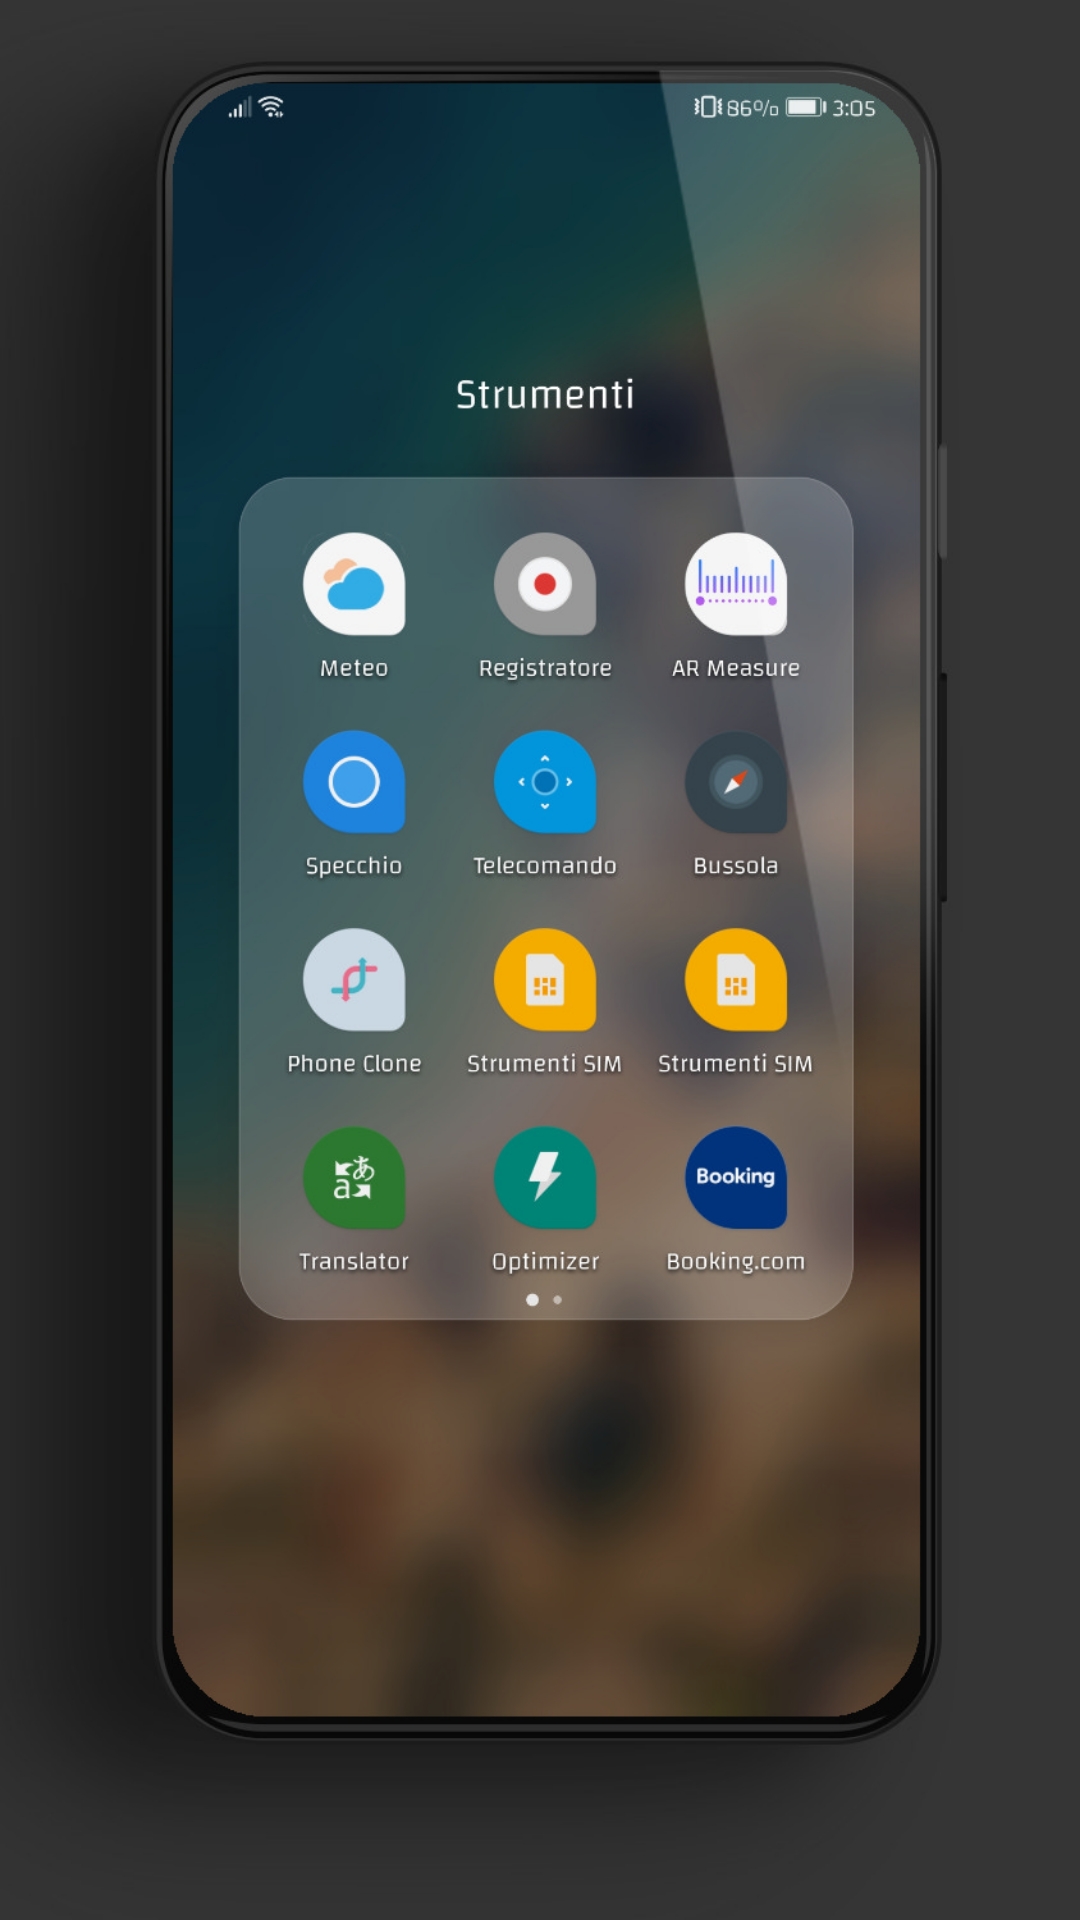 86% 3:05
Strumenti
Meteo Registratore AR Measure
Specchio Telecomando Bussola
Phone Clone Strumenti SIM Strumenti SIM
あ
a
Booking
Translator Optimizer Booking.com